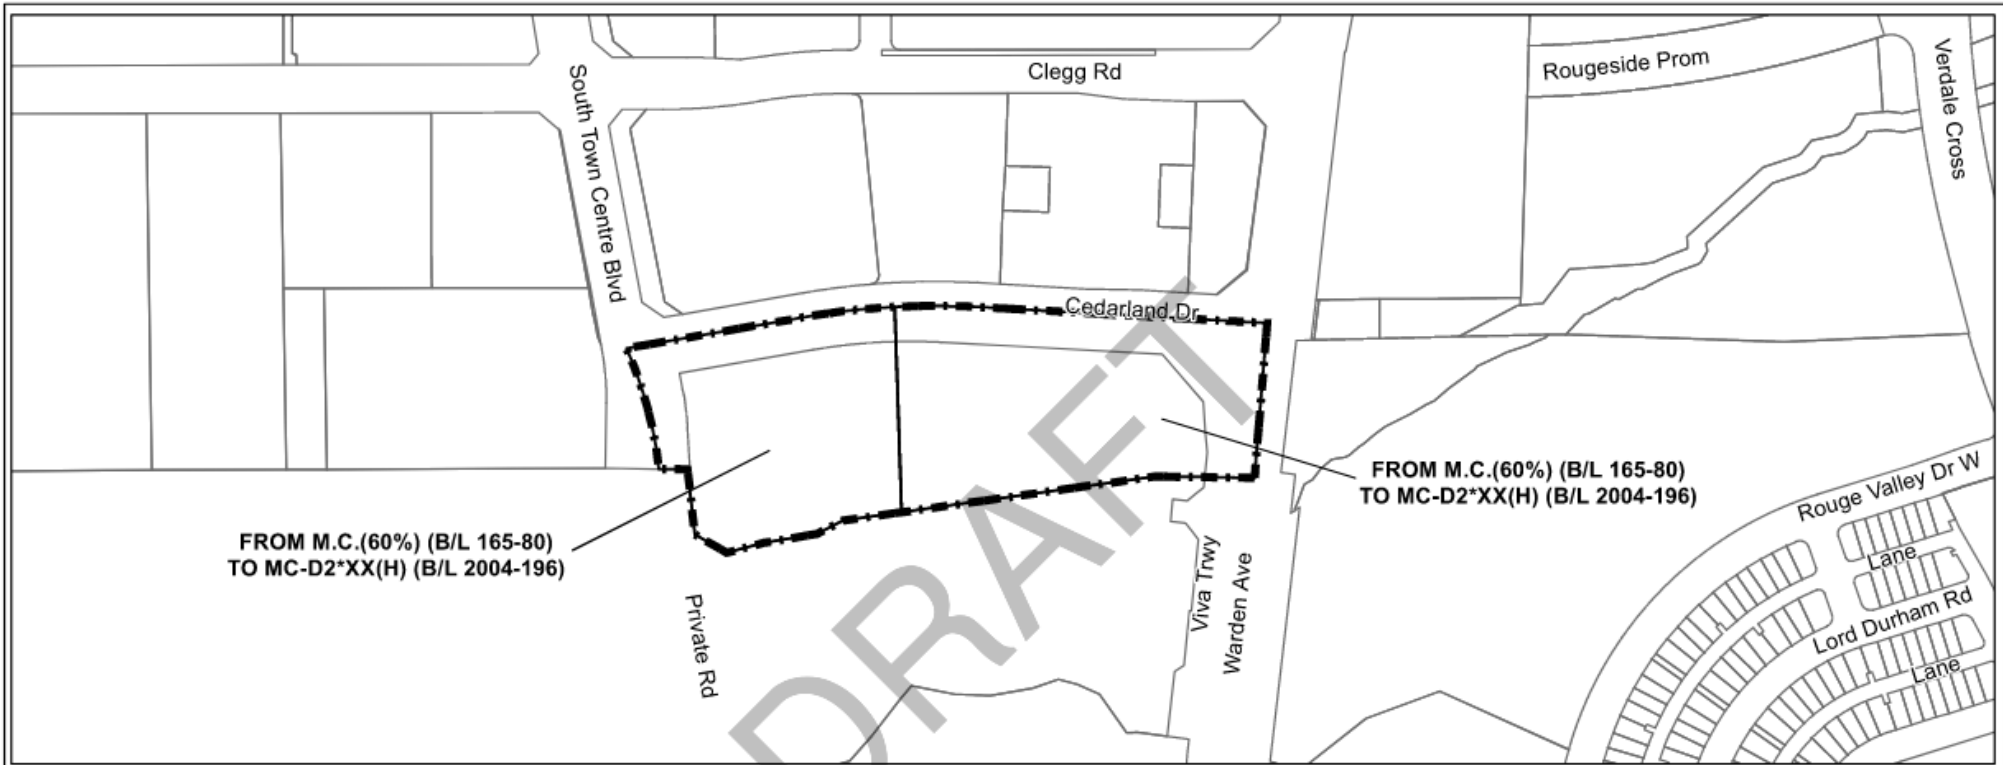 Clegg Rd
Rougeside Prom
Verdale Cross
South Town Centre Blvd
Cedarland Dr
FROM M.C.(60%) (B/L 165-80)
TO MC-D2*XX(H) (B/L 2004-196)
FROM M.C.(60%) (B/L 165-80)
TO MC-D2*XX(H) (B/L 2004-196)
Rouge Valley Dr W
Lane
Lord Durham Rd
Lane
Private Rd
Viva Trwy
Warden Ave
DRAFT